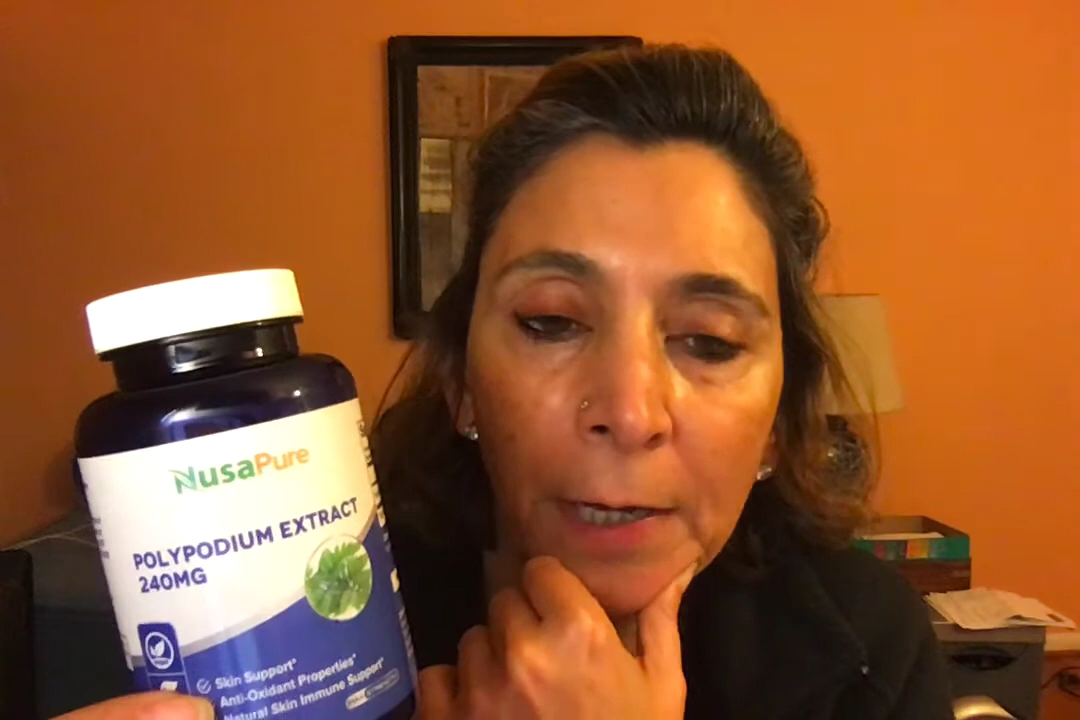 NusaPure
POLYPODIUM EXTRACT
240MG
Skin Support*
Anti-Oxidant Properties*
Natural Skin Immune Support*